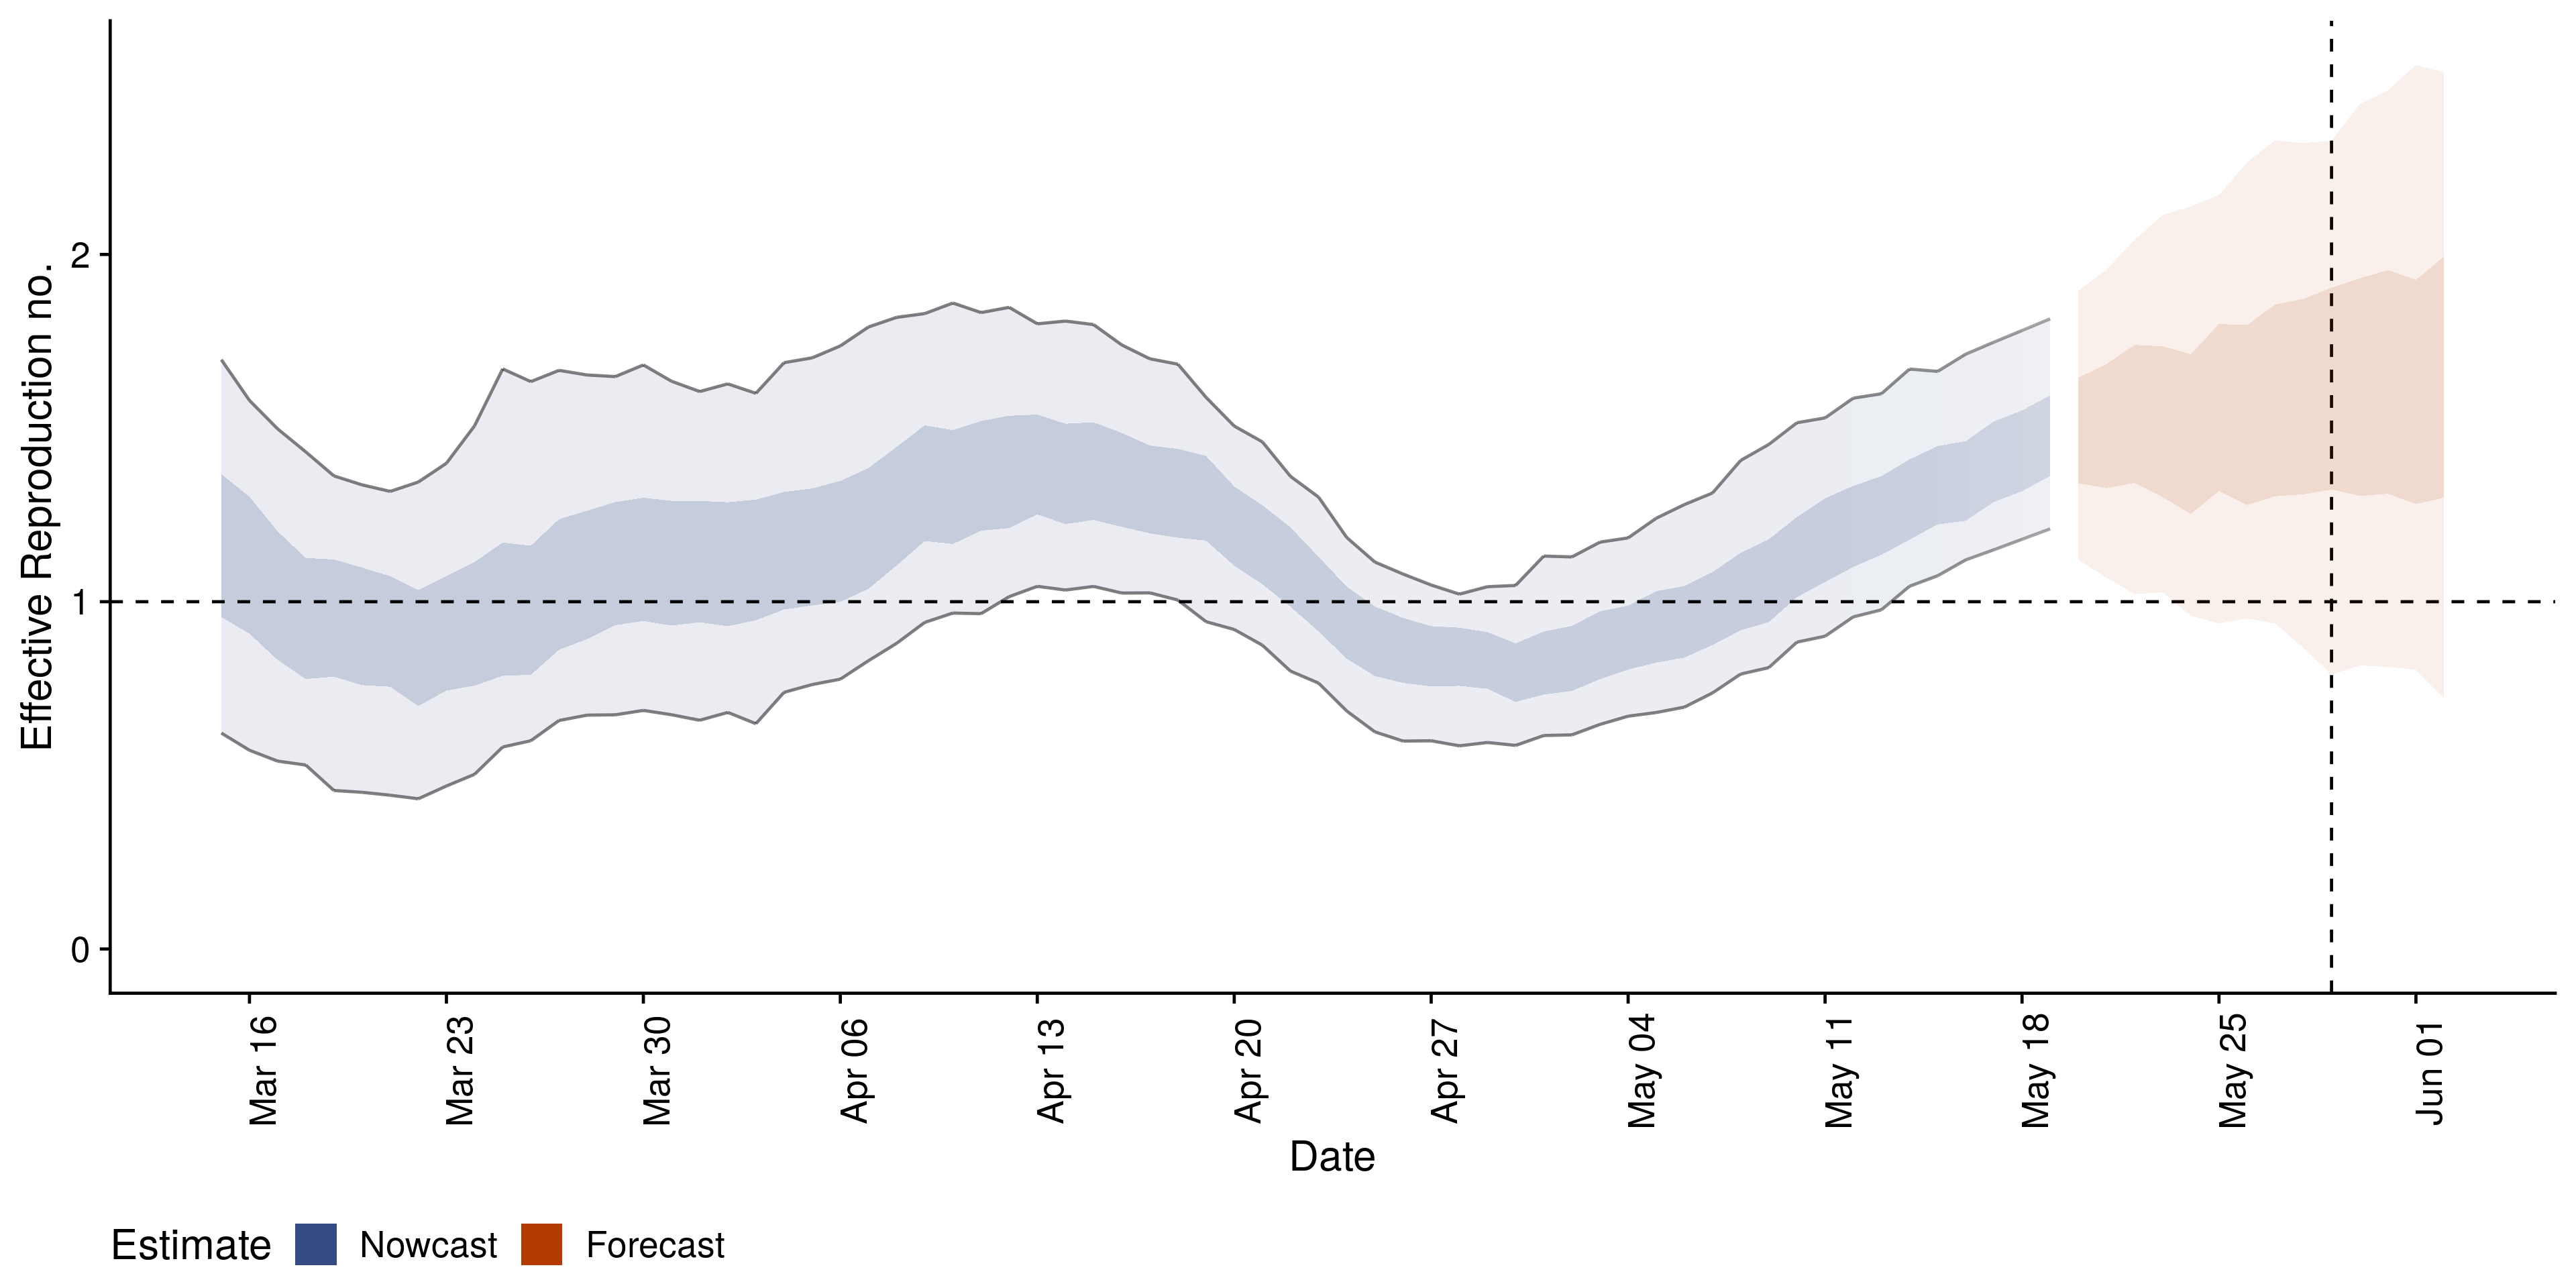 Effective Reproduction no.
2
1
0
Mar 16
Mar 23
Mar 30
Apr 06
Apr 13
Apr 20
Apr 27
May 04
May 11
May 18
May 25
Jun 01
Date
Estimate Nowcast Forecast